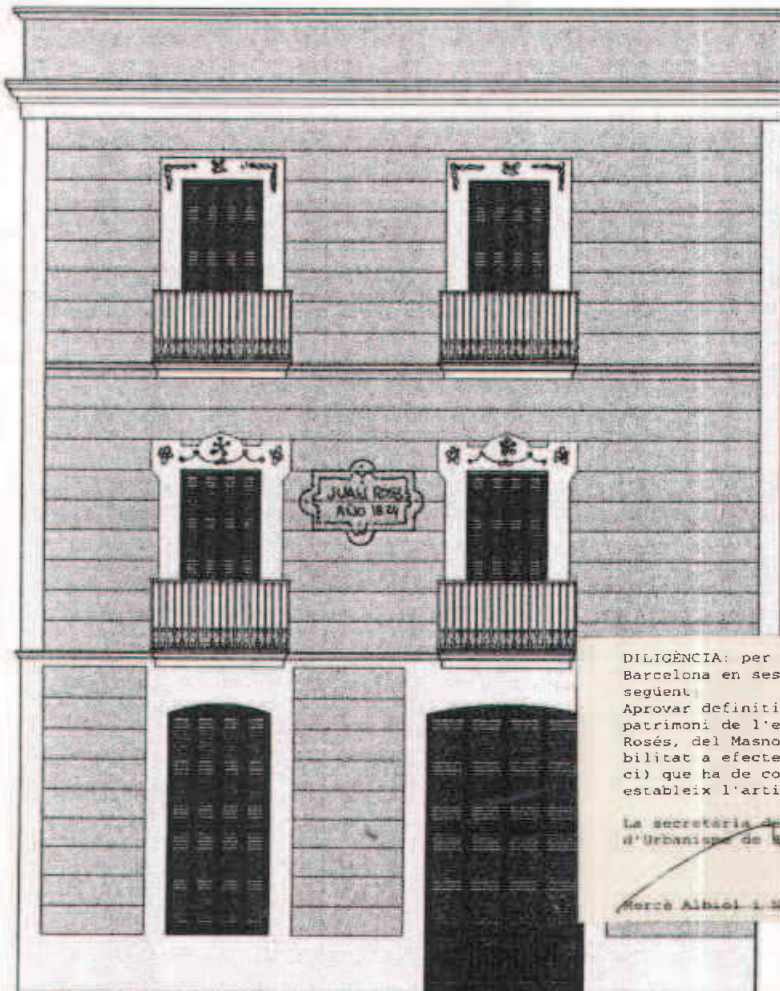 JUAN ROSES
AÑO 1824
DILIGÈNCIA: per
Barcelona en ses
següent
Aprovar definiti
patrimoni de l'e
Rosés, del Masno
bilitat a efecte
ci) que ha de co
estableix l'arti
La secretària de
d'Urbanisme de B
Mercè Albiol i N